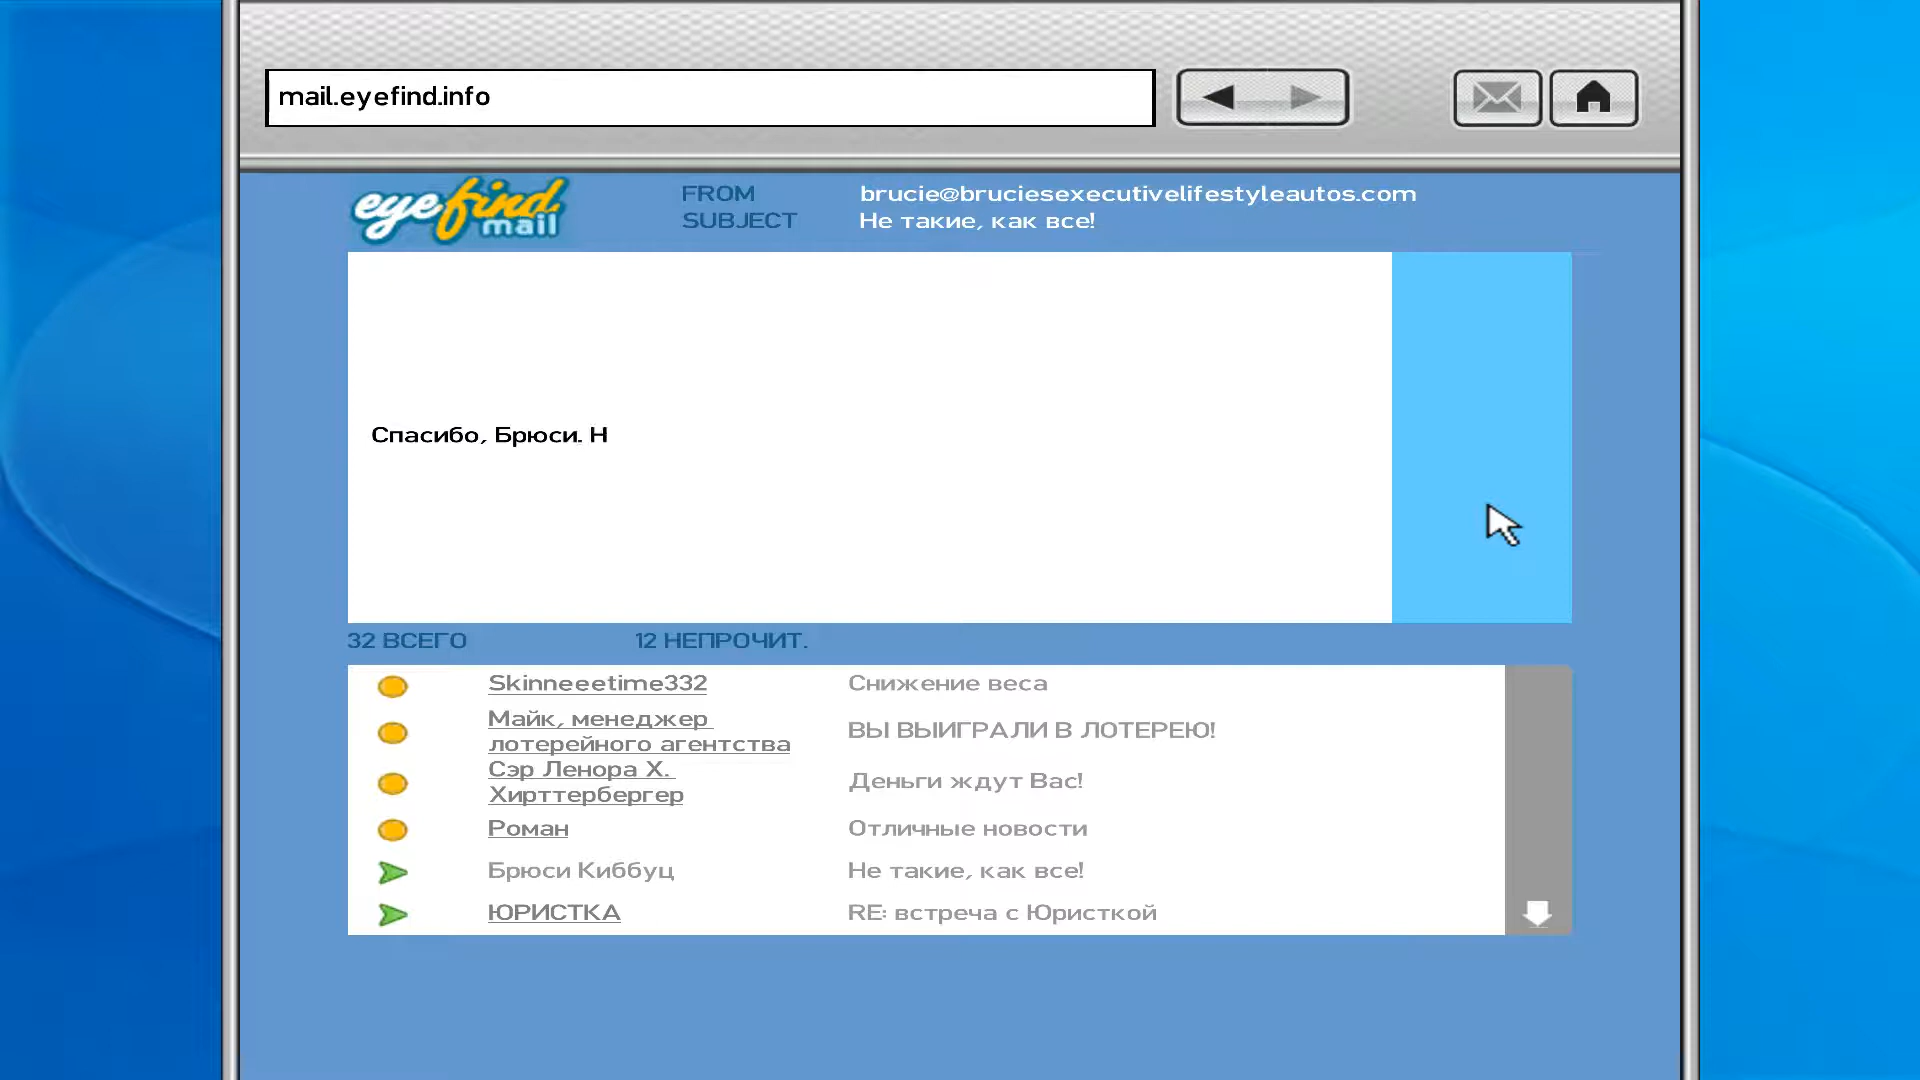 mail.eyefind.info
eyefind
mail
FROM brucie@bruciesexecutivelifestyleautos.com
SUBJECT Не такие, как все!
Спасибо, Брюси. Н
32 ВСЕГО 12 НЕПРОЧИТ.
Skinneeetime332 Снижение веса
Майк, менеджер
лотерейного агентства ВЫ ВЫИГРАЛИ В ЛОТЕРЕЮ!
Сэр Ленора Х.
Хирттербергер Деньги ждут Вас!
Роман Отличные новости
Брюси Киббуц Не такие, как все!
ЮРИСТКА RE: встреча с Юристкой